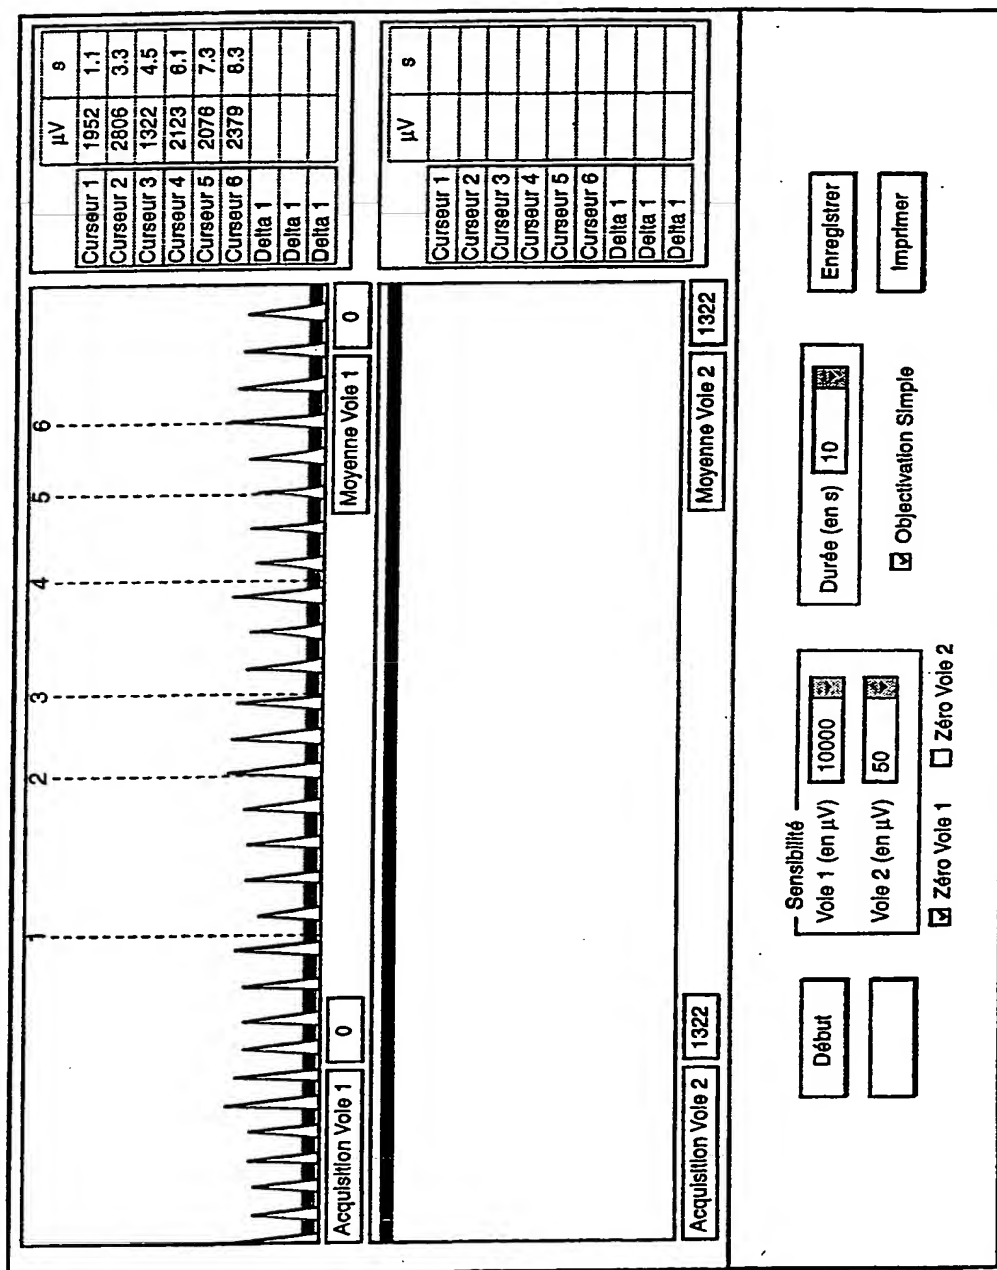 1 2 3 4 5 6
µV s
Curseur 1 1952 1.1
Curseur 2 2806 3.3
Curseur 3 1322 4.5
Curseur 4 2123 6.1
Curseur 5 2076 7.3
Curseur 6 2379 8.3
Delta 1
Delta 1
Delta 1
Acquisition Voie 1 0 Moyenne Voie 1 0
µV s
Curseur 1
Curseur 2
Curseur 3
Curseur 4
Curseur 5
Curseur 6
Delta 1
Delta 1
Delta 1
Acquisition Voie 2 1322 Moyenne Voie 2 1322
Début
Sensibilité
Voie 1 (en µV) 10000
Voie 2 (en µV) 50
Zéro Voie 1 Zéro Voie 2
Durée (en s) 10
Objectivation Simple
Enregistrer
Imprimer